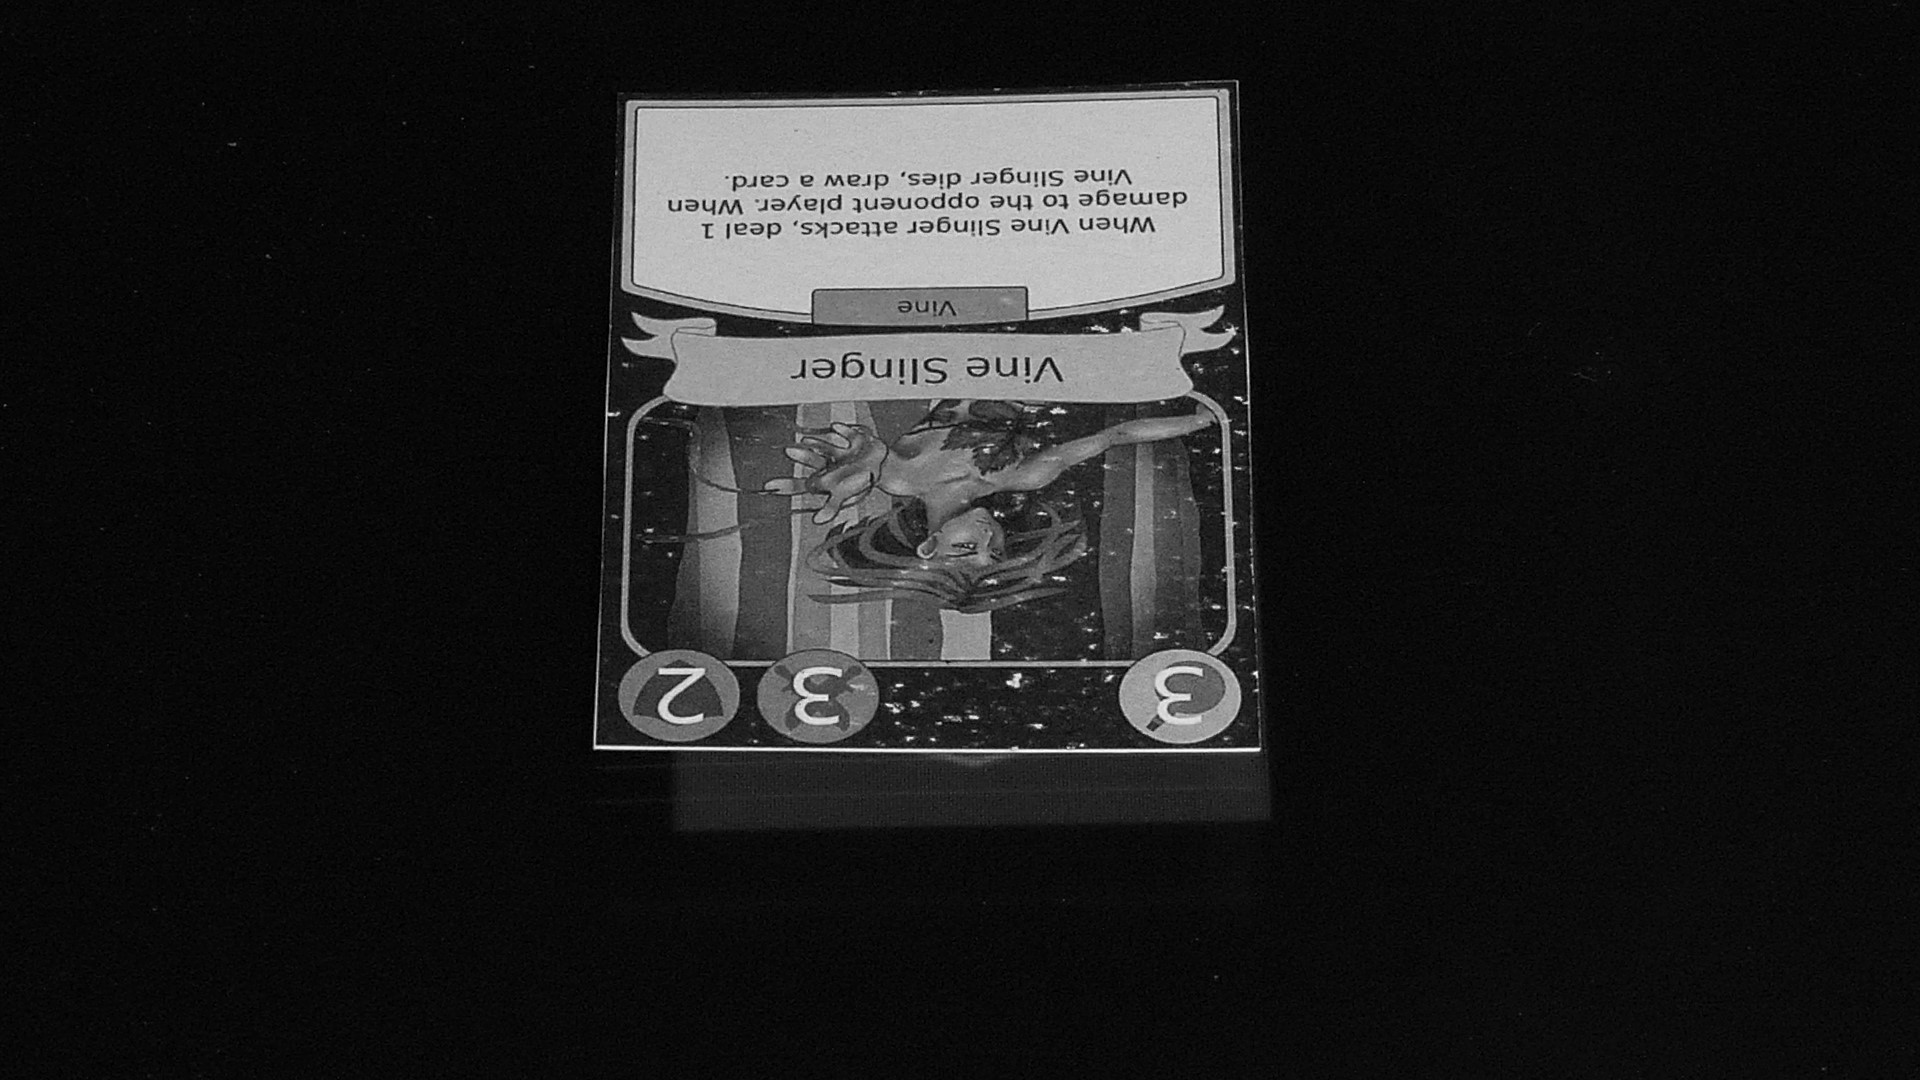 3 3 2
Vine Slinger
Vine
When Vine Slinger attacks, deal 1
damage to the opponent player. When
Vine Slinger dies, draw a card.